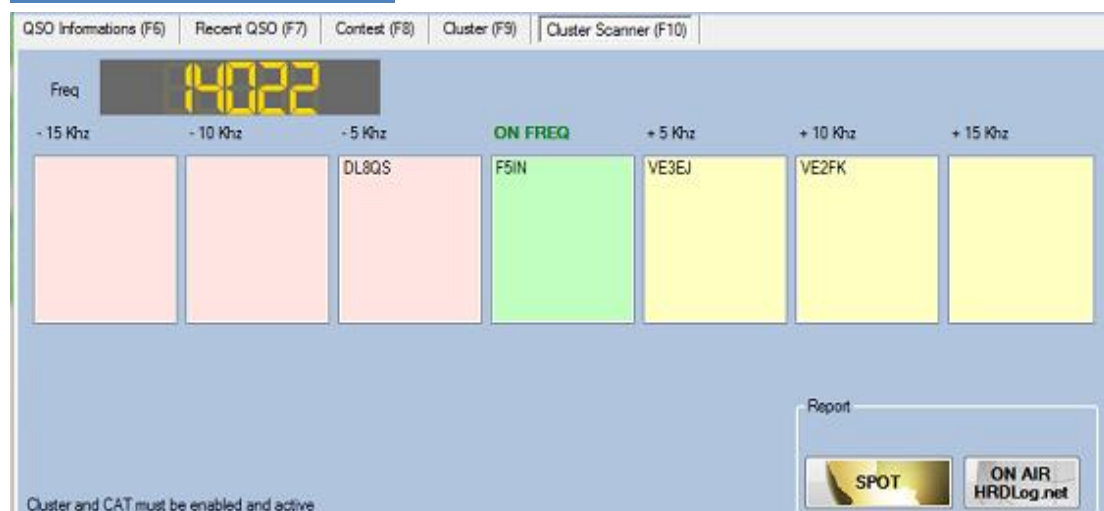 QSO Informations (F6) Recent QSO (F7) Contest (F8) Cluster (F9) Cluster Scanner (F10)
Freq 14022
- 15 Khz - 10 Khz - 5 Khz ON FREQ + 5 Khz + 10 Khz + 15 Khz
DL8QS F5IN VE3EJ VE2FK
Report
SPOT ON AIR
HRDLog.net
Cluster and CAT must be enabled and active